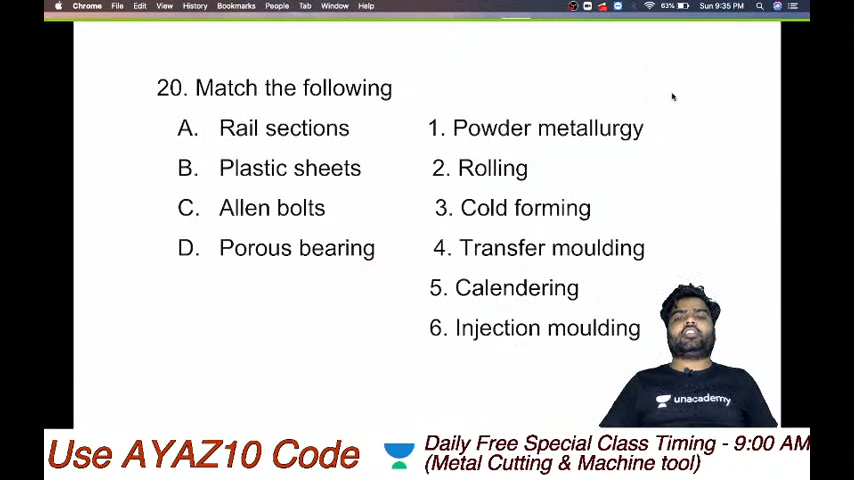 Chrome File Edit View History Bookmarks People Tab Window Help 63% Sun 9:35 PM
20. Match the following
A. Rail sections 1. Powder metallurgy
B. Plastic sheets 2. Rolling
C. Allen bolts 3. Cold forming
D. Porous bearing 4. Transfer moulding
5. Calendering
6. Injection moulding
unacademy
Use AYAZ10 Code
Daily Free Special Class Timing - 9:00 AM
(Metal Cutting & Machine tool)